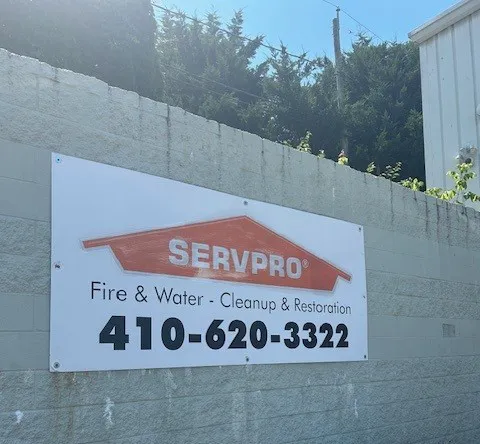 SERVPRO®
Fire & Water - Cleanup & Restoration
410-620-3322